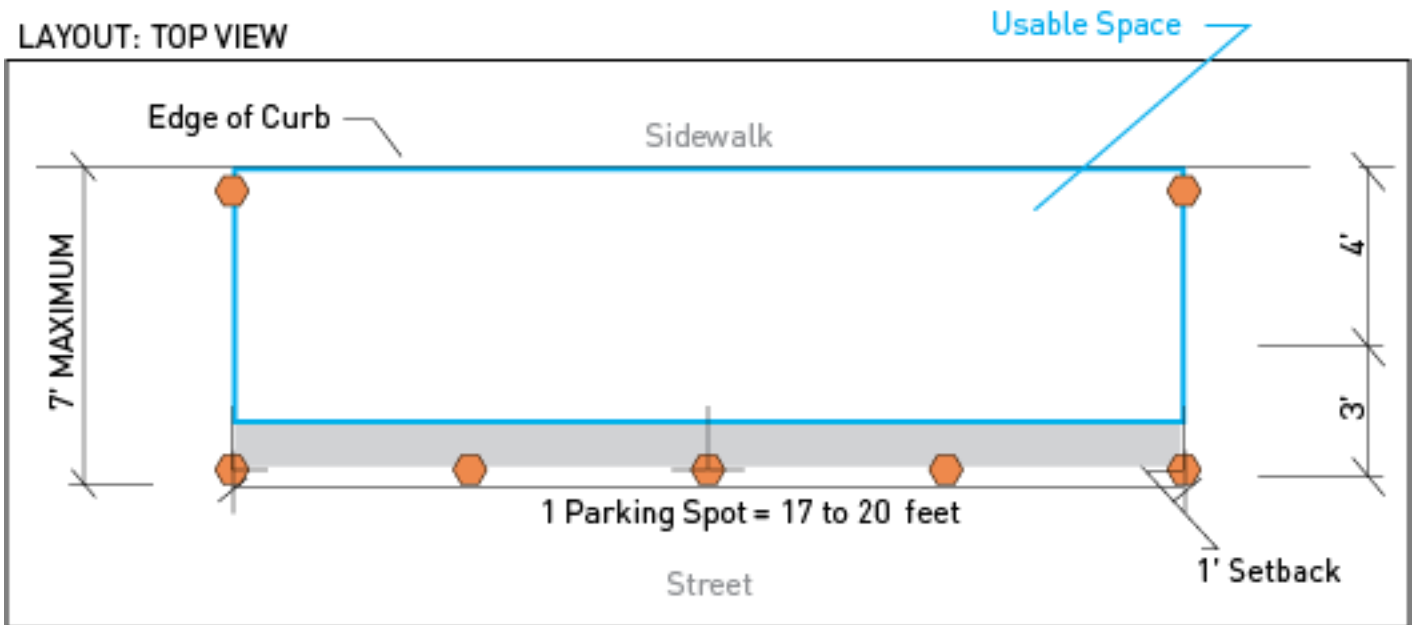 Usable Space
LAYOUT: TOP VIEW
Edge of Curb
Sidewalk
7' MAXIMUM
4'
3'
1 Parking Spot = 17 to 20 feet
1' Setback
Street